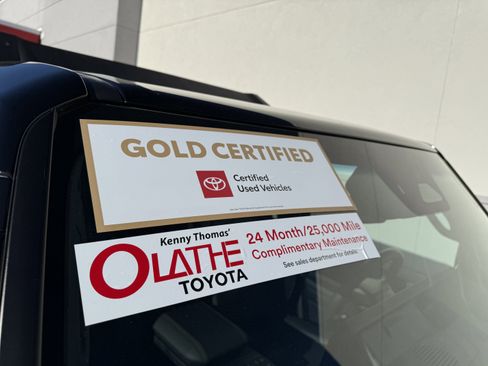 GOLD CERTIFIED
Certified
Used Vehicles
Kenny Thomas'
OLATHE
TOYOTA
24 Month/25,000 Mile
Complimentary Maintenance
See sales department for details.